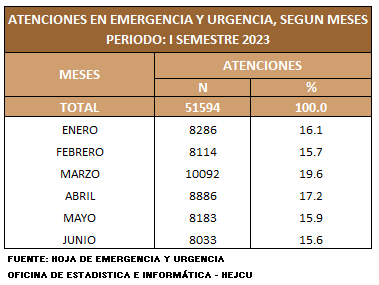 ATENCIONES EN EMERGENCIA Y URGENCIA, SEGUN MESES
PERIODO: I SEMESTRE 2023
MESES ATENCIONES
N %
TOTAL 51594 100.0
ENERO 8286 16.1
FEBRERO 8114 15.7
MARZO 10092 19.6
ABRIL 8886 17.2
MAYO 8183 15.9
JUNIO 8033 15.6
FUENTE: HOJA DE EMERGENCIA Y URGENCIA
OFICINA DE ESTADISTICA E INFORMÁTICA - HEJCU